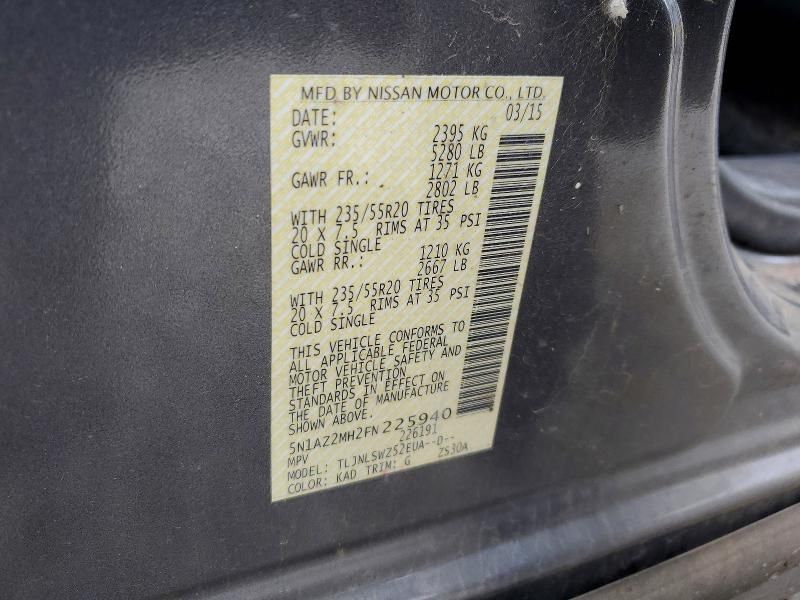 MFD BY NISSAN MOTOR CO., LTD.
DATE: 03/15
GVWR: 2395 KG
5280 LB
GAWR FR.: 1271 KG
2802 LB
WITH 235/55R20 TIRES
20 X 7.5 RIMS AT 35 PSI
COLD SINGLE
GAWR RR.: 1210 KG
2667 LB
WITH 235/55R20 TIRES
20 X 7.5 RIMS AT 35 PSI
COLD SINGLE
THIS VEHICLE CONFORMS TO
ALL APPLICABLE FEDERAL
MOTOR VEHICLE SAFETY AND
THEFT PREVENTION
STANDARDS IN EFFECT ON
THE DATE OF MANUFACTURE
SHOWN ABOVE.
5N1AZ2MH2FN225940
MPV 226191
MODEL: TLJNLSWZ52EUA--D--
COLOR: KAD TRIM: G ZS30A